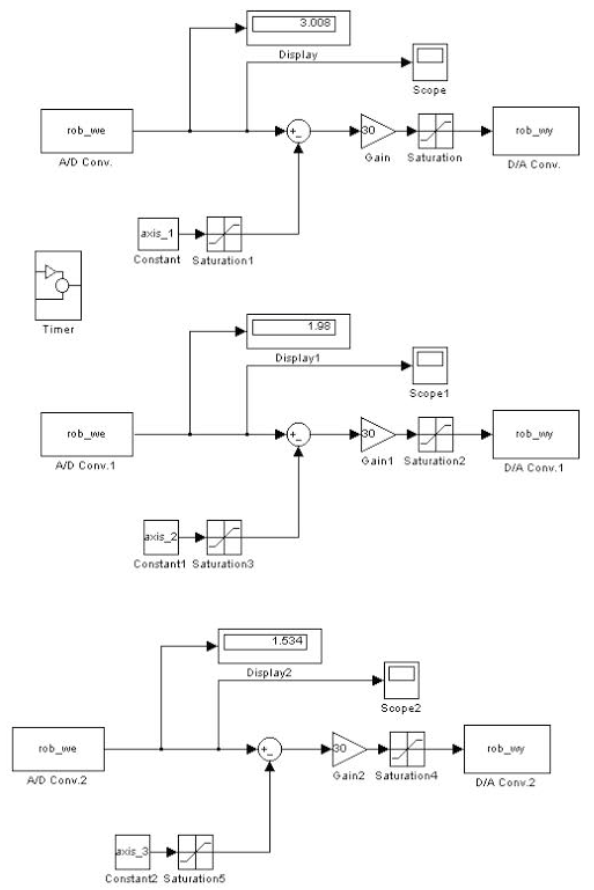 3.008
Display
Scope
rob_we
A/D Conv.
+_
30
Gain
Saturation
rob_wy
D/A Conv.
axis_1
Constant
Saturation1
Timer
1.98
Display1
Scope1
rob_we
A/D Conv.1
+_
30
Gain1
Saturation2
rob_wy
D/A Conv.1
axis_2
Constant1
Saturation3
1.534
Display2
Scope2
rob_we
A/D Conv.2
+_
30
Gain2
Saturation4
rob_wy
D/A Conv.2
axis_3
Constant2
Saturation5